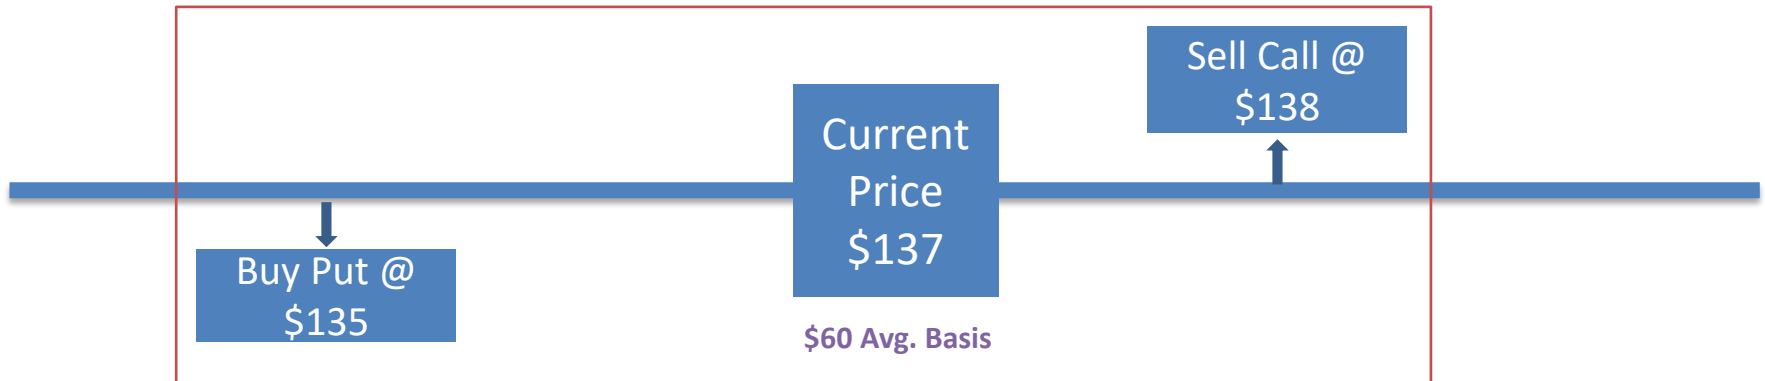 Sell Call @
$138
Current
Price
$137
Buy Put @
$135
$60 Avg. Basis